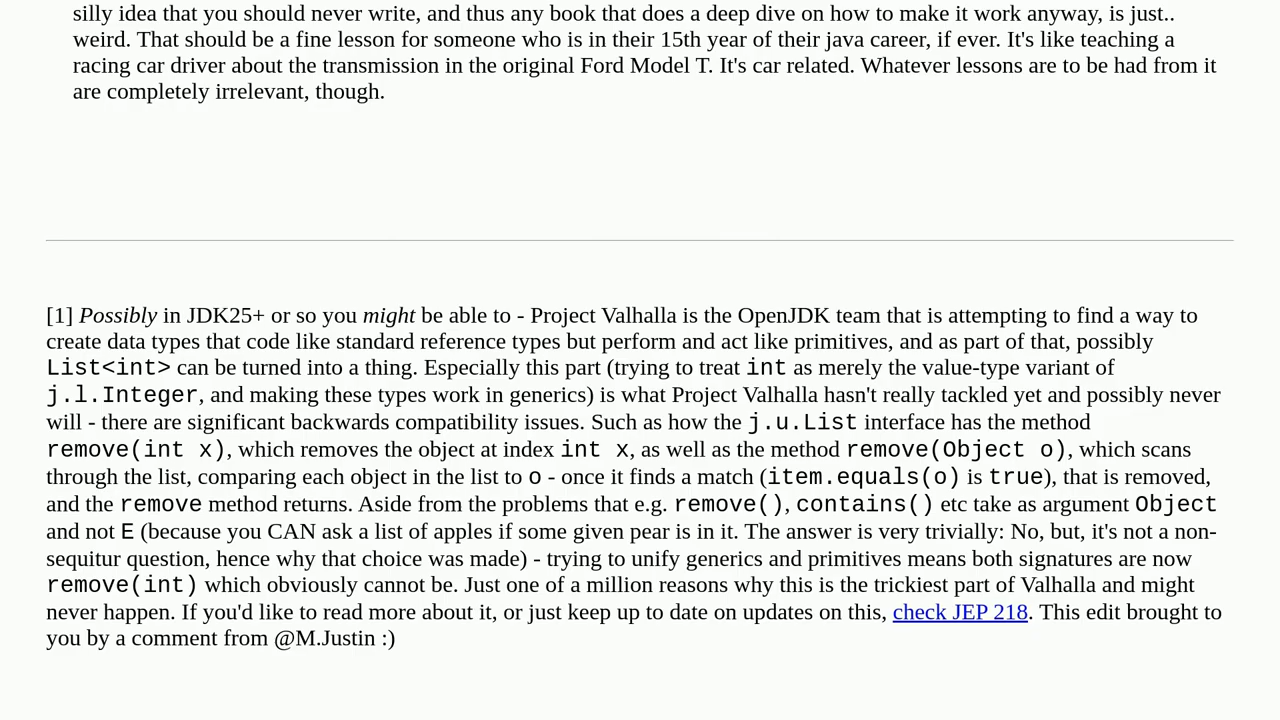 silly idea that you should never write, and thus any book that does a deep dive on how to make it work anyway, is just..
weird. That should be a fine lesson for someone who is in their 15th year of their java career, if ever. It's like teaching a
racing car driver about the transmission in the original Ford Model T. It's car related. Whatever lessons are to be had from it
are completely irrelevant, though.
[1] Possibly in JDK25+ or so you might be able to - Project Valhalla is the OpenJDK team that is attempting to find a way to
create data types that code like standard reference types but perform and act like primitives, and as part of that, possibly
List<int> can be turned into a thing. Especially this part (trying to treat int as merely the value-type variant of
j.l.Integer, and making these types work in generics) is what Project Valhalla hasn't really tackled yet and possibly never
will - there are significant backwards compatibility issues. Such as how the j.u.List interface has the method
remove(int x), which removes the object at index int x, as well as the method remove(Object o), which scans
through the list, comparing each object in the list to o - once it finds a match (item.equals(o) is true), that is removed,
and the remove method returns. Aside from the problems that e.g. remove(), contains() etc take as argument Object
and not E (because you CAN ask a list of apples if some given pear is in it. The answer is very trivially: No, but, it's not a non-
sequitur question, hence why that choice was made) - trying to unify generics and primitives means both signatures are now
remove(int) which obviously cannot be. Just one of a million reasons why this is the trickiest part of Valhalla and might
never happen. If you'd like to read more about it, or just keep up to date on updates on this, check JEP 218. This edit brought to
you by a comment from @M.Justin :)